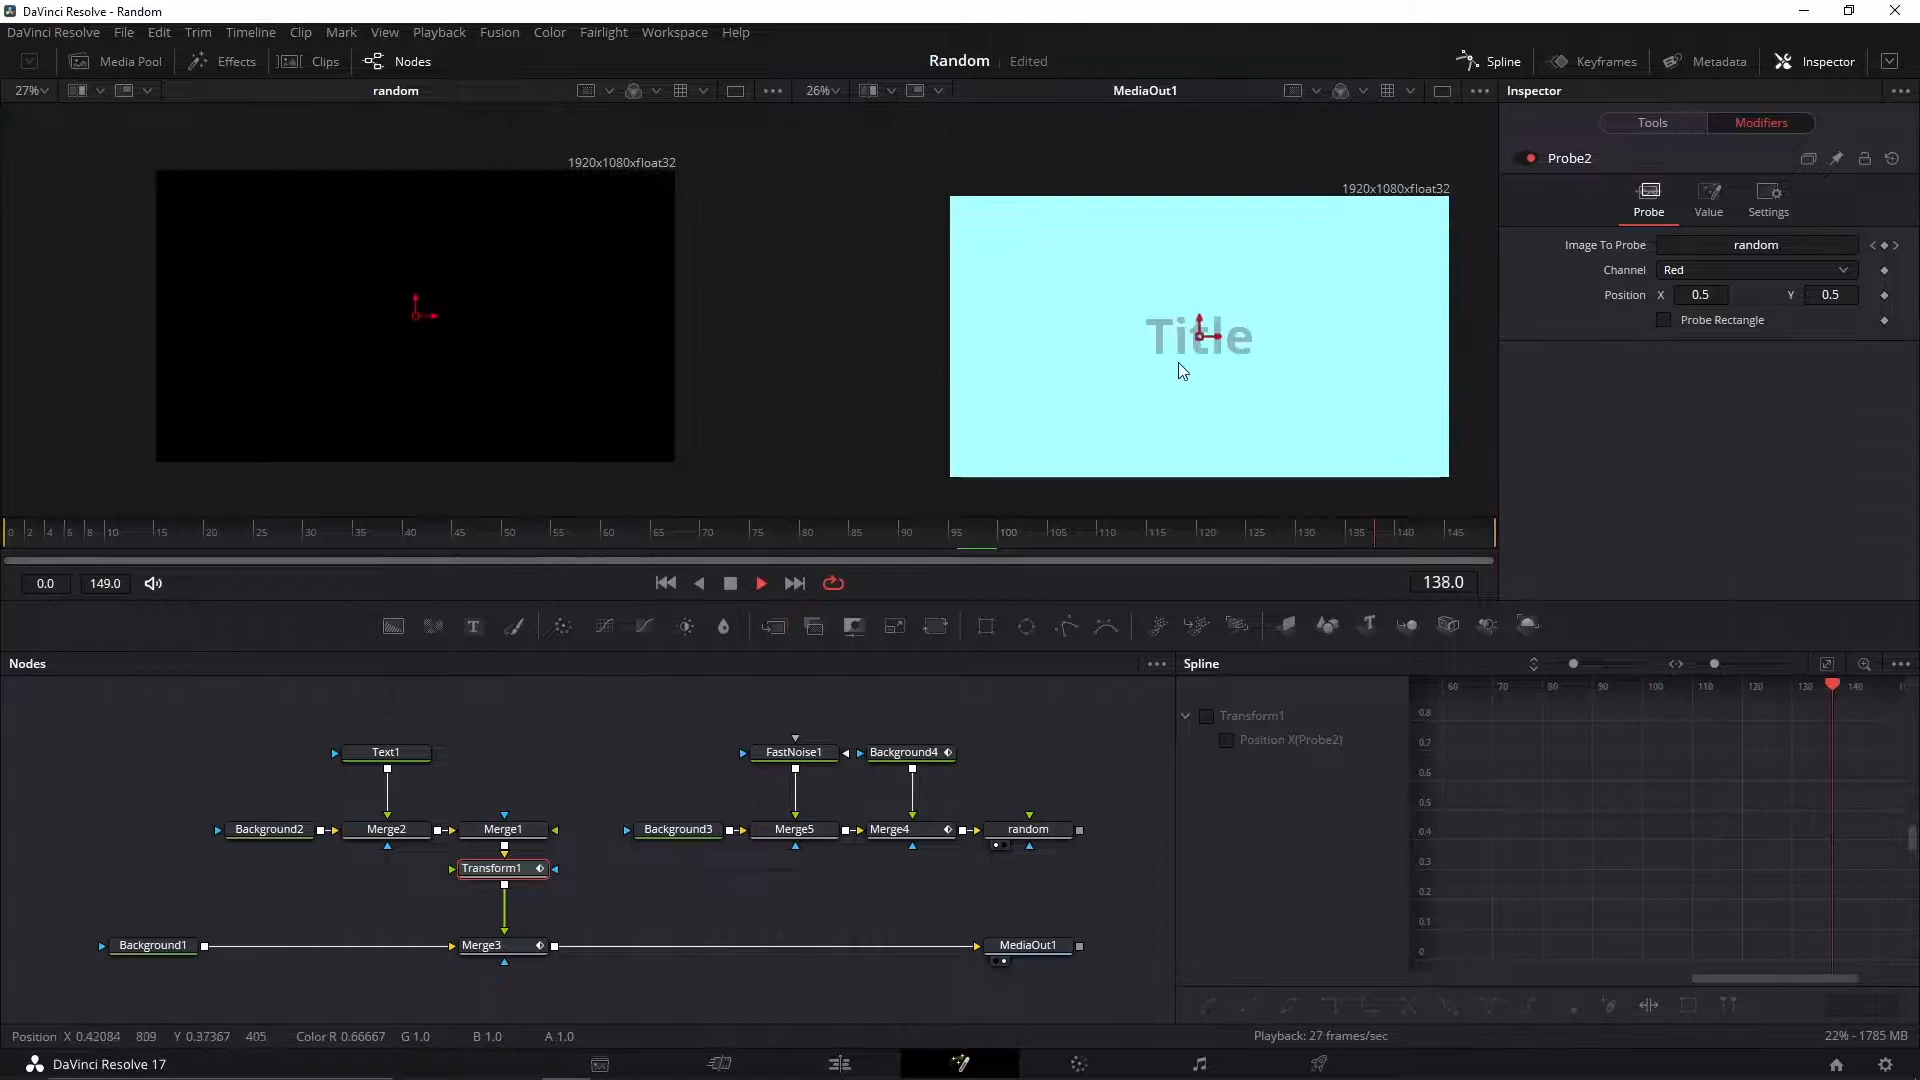 DaVinci Resolve - Random
DaVinci Resolve File Edit Trim Timeline Clip Mark View Playback Fusion Color Fairlight Workspace Help
Media Pool Effects Clips Nodes Random Edited Spline Keyframes Metadata Inspector
27% random 26% MediaOut1 Inspector
Tools Modifiers
Probe2
1920x1080xfloat32
1920x1080xfloat32
Probe Value Settings
Image To Probe random
Channel Red
Position X 0.5 Y 0.5
Probe Rectangle
Title
0 2 4 6 8 10 15 20 25 30 35 40 45 50 55 60 65 70 75 80 85 90 95 100 105 110 115 120 125 130 135 140 145
0.0 149.0 138.0
Nodes Spline
60 70 80 90 100 110 120 130 140
Transform1
Position X(Probe2)
0.8
0.7
0.6
0.5
0.4
0.3
0.2
0.1
0
Text1 FastNoise1 Background4
Background2 Merge2 Merge1 Background3 Merge5 Merge4 random
Transform1
Background1 Merge3 MediaOut1
Position X 0.42084 809 Y 0.37367 405 Color R 0.66667 G 1.0 B 1.0 A 1.0 Playback: 27 frames/sec 22% - 1785 MB
DaVinci Resolve 17